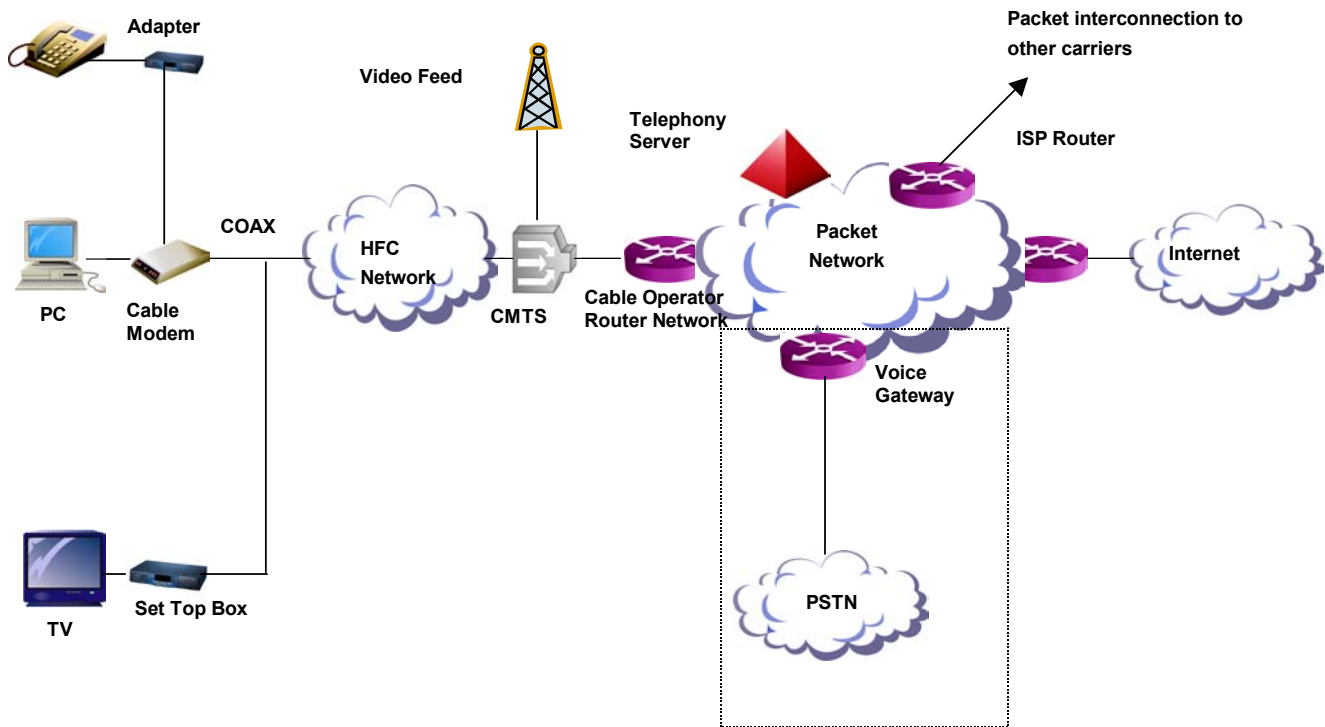 Adapter
Packet interconnection to
other carriers
Video Feed
Telephony
Server
ISP Router
COAX
HFC
Network
Packet
Network
Internet
PC
Cable
Modem
CMTS
Cable Operator
Router Network
Voice
Gateway
PSTN
Set Top Box
TV